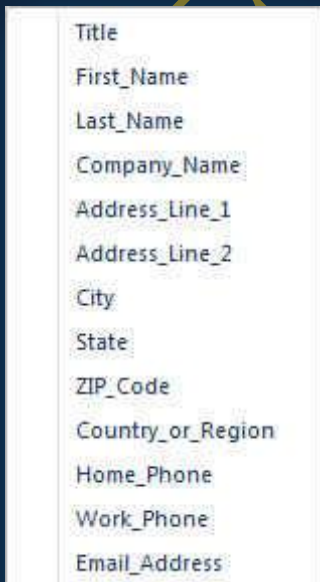 Title
First_Name
Last_Name
Company_Name
Address_Line_1
Address_Line_2
City
State
ZIP_Code
Country_or_Region
Home_Phone
Work_Phone
Email_Address